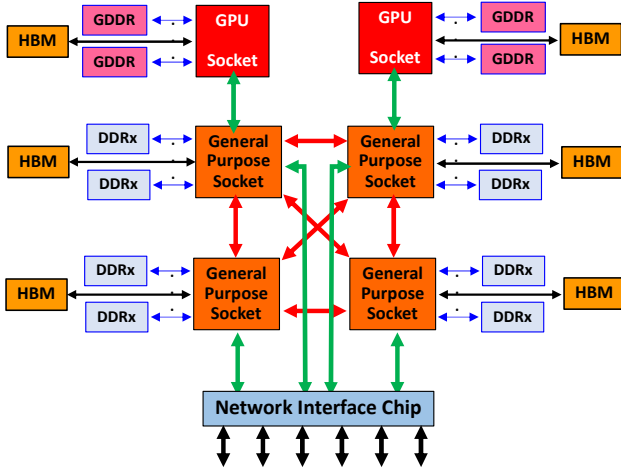 GDDR
GPU
Socket
GPU
Socket
GDDR
HBM
HBM
GDDR
GDDR
DDRx
General
Purpose
Socket
General
Purpose
Socket
DDRx
HBM
HBM
DDRx
DDRx
DDRx
General
Purpose
Socket
General
Purpose
Socket
DDRx
HBM
HBM
DDRx
DDRx
Network Interface Chip